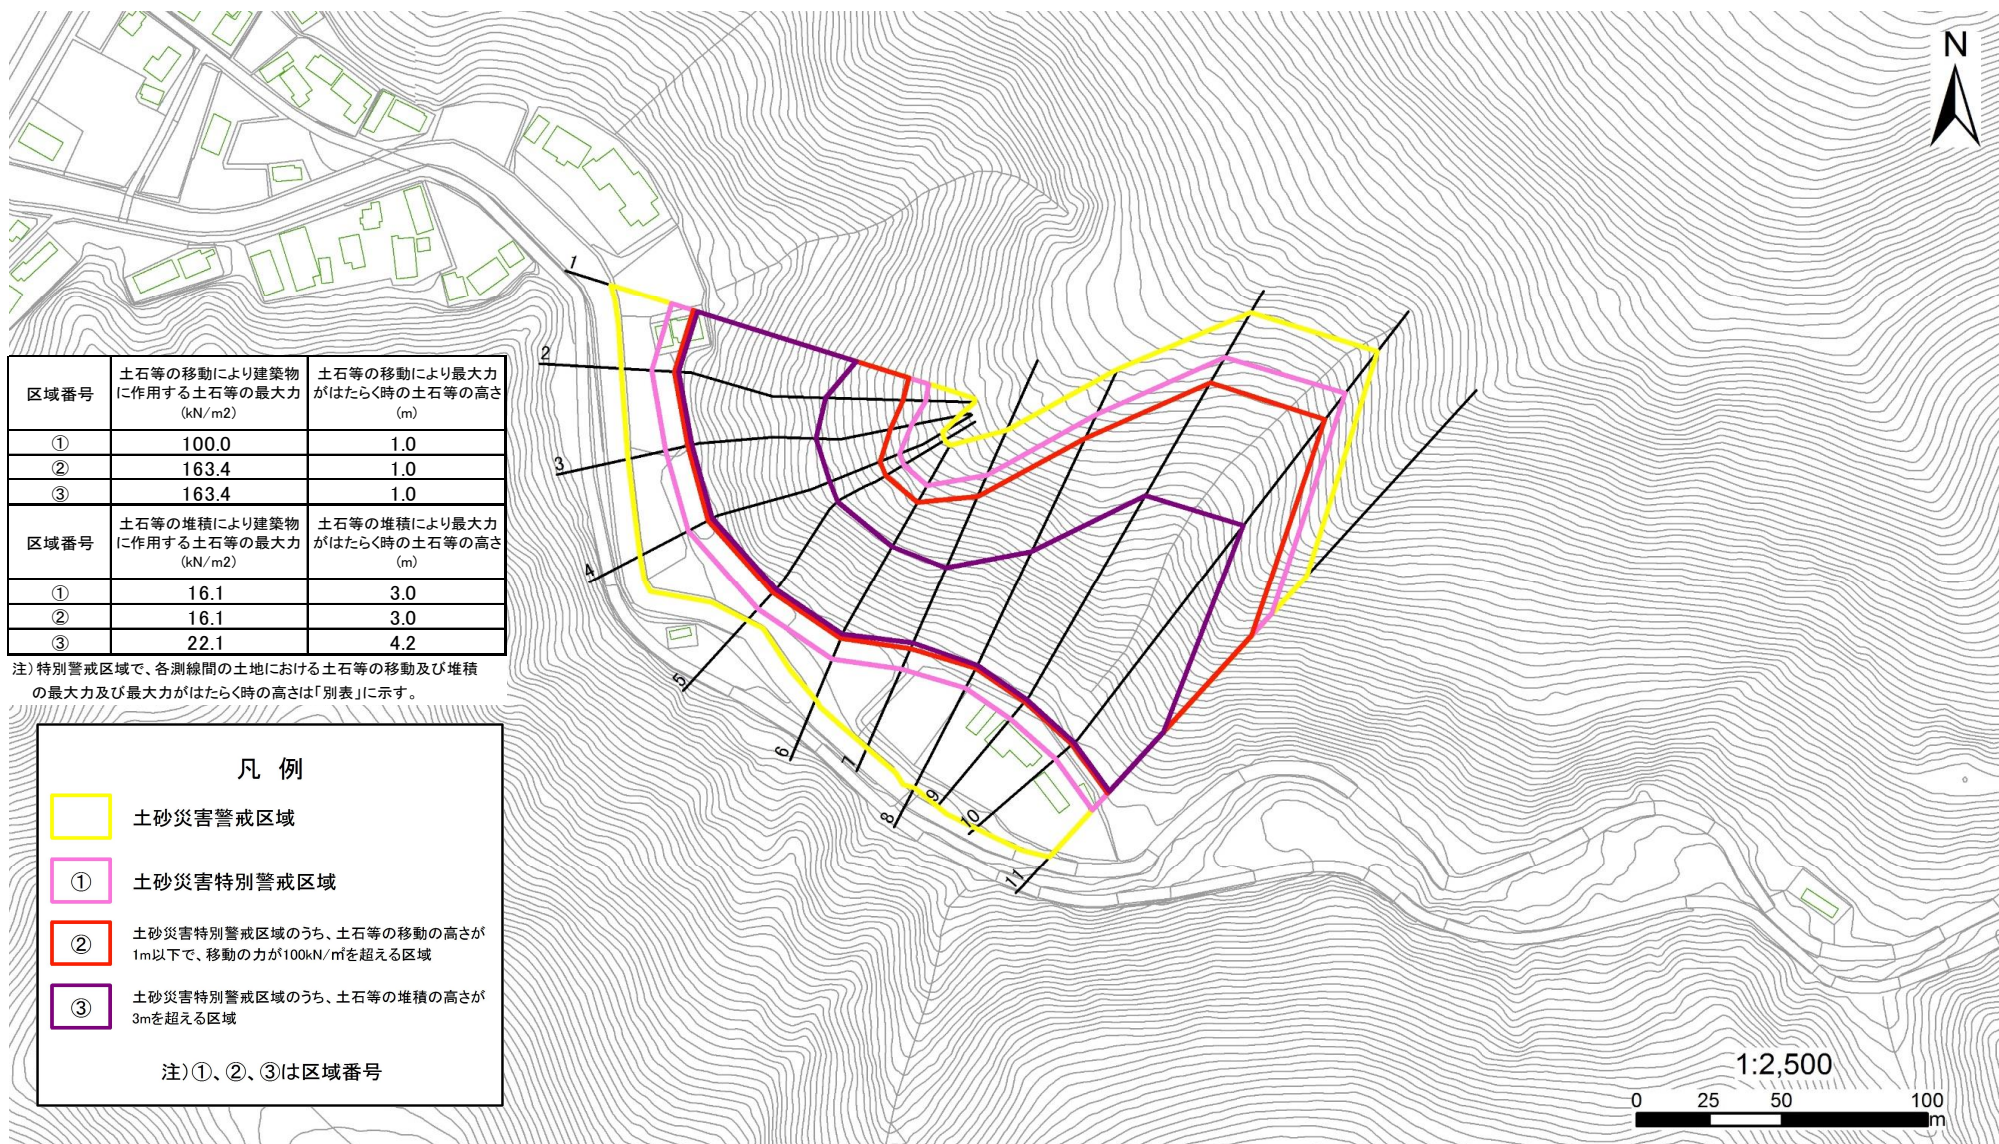 N
1
2
3
4
5
6
7
8
9
10
11
区域番号
土石等の移動により建築物
に作用する土石等の最大力
(kN/m2)
土石等の移動により最大力
がはたらく時の土石等の高さ
(m)
① 100.0 1.0
② 163.4 1.0
③ 163.4 1.0
区域番号
土石等の堆積により建築物
に作用する土石等の最大力
(kN/m2)
土石等の堆積により最大力
がはたらく時の土石等の高さ
(m)
① 16.1 3.0
② 16.1 3.0
③ 22.1 4.2
注)特別警戒区域で、各測線間の土地における土石等の移動及び堆積
の最大力及び最大力がはたらく時の高さは「別表」に示す。
凡 例
土砂災害警戒区域
① 土砂災害特別警戒区域
② 土砂災害特別警戒区域のうち、土石等の移動の高さが
1m以下で、移動の力が100kN/㎡を超える区域
③ 土砂災害特別警戒区域のうち、土石等の堆積の高さが
3mを超える区域
注)①、②、③は区域番号
1:2,500
0 25 50 100
m